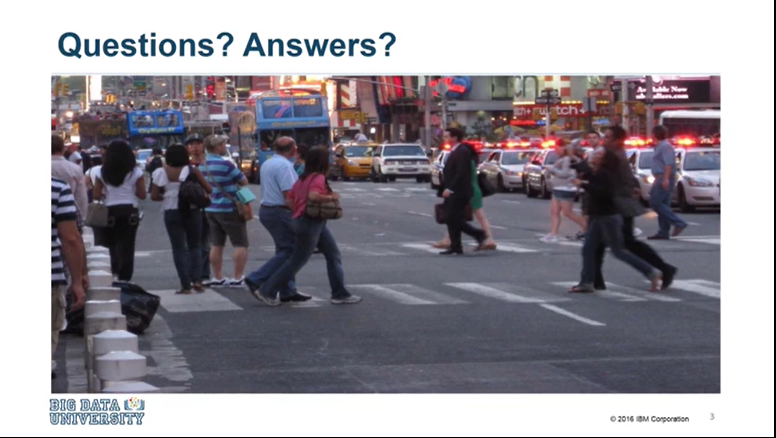 Questions? Answers?
BIG DATA
UNIVERSITY
© 2016 IBM Corporation
3